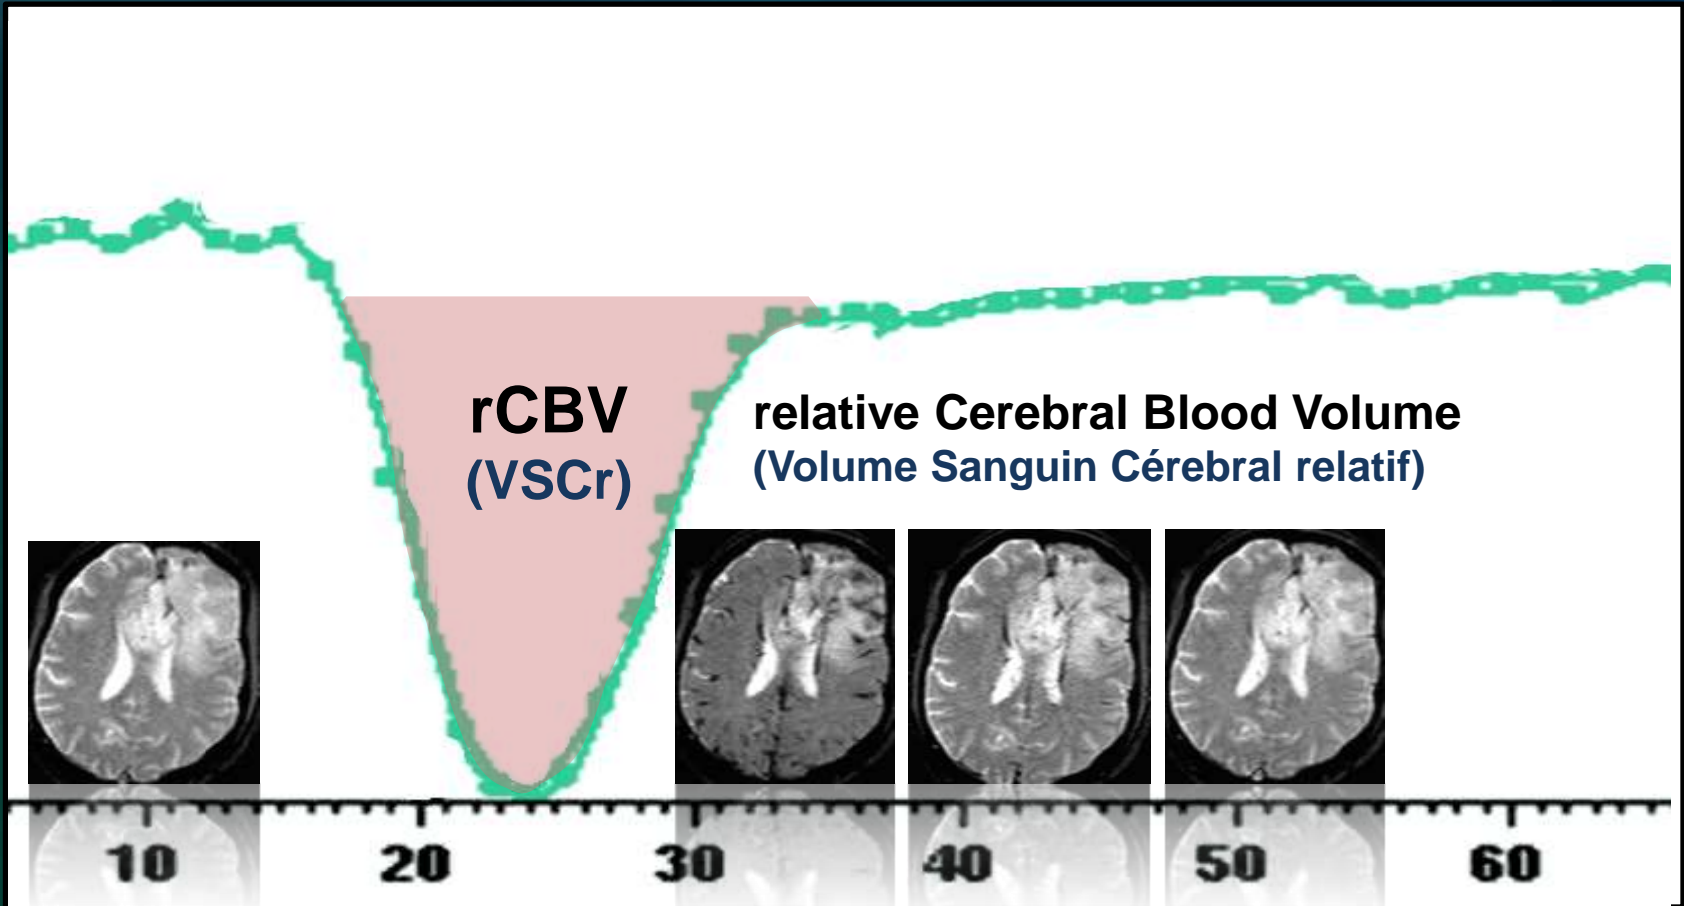 rCBV
(VSCr)
relative Cerebral Blood Volume
(Volume Sanguin Cérebral relatif)
10 20 30 40 50 60